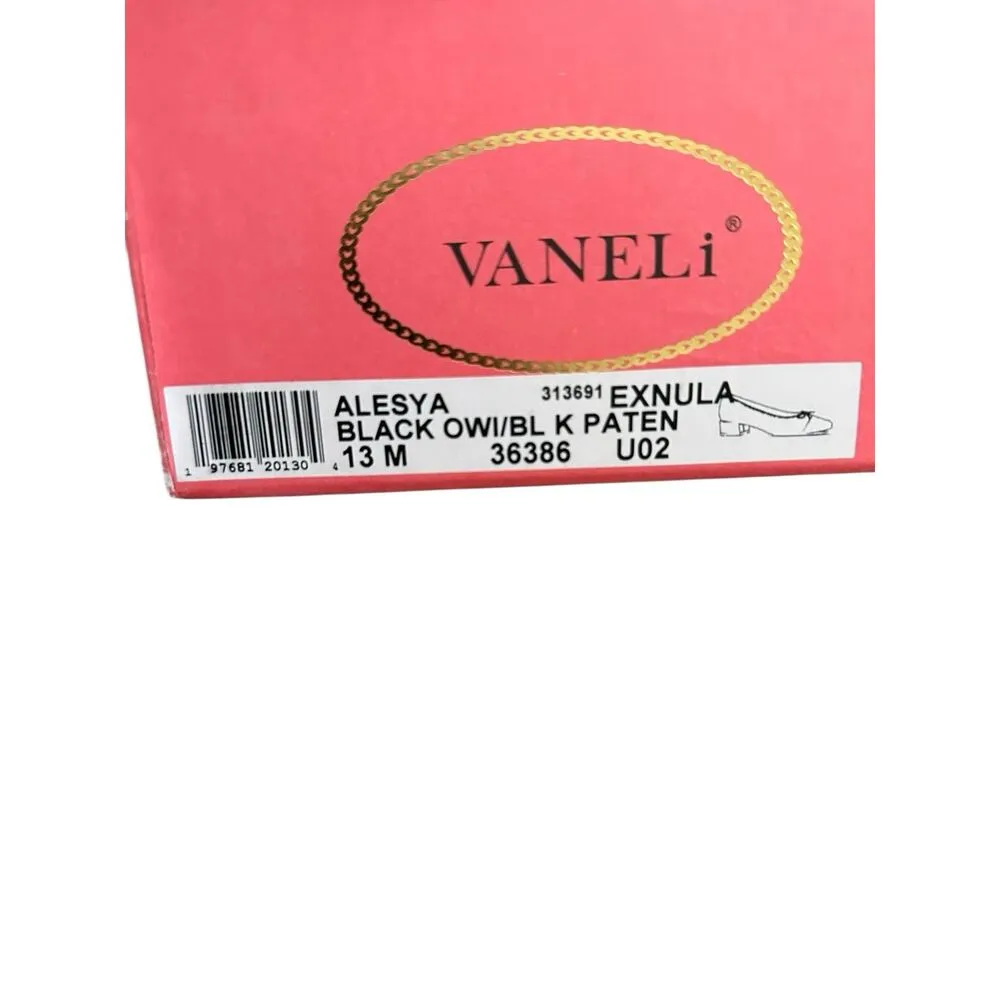 VANELi®
ALESYA 313691 EXNULA
BLACK OWI//BL K PATEN
13 M 36386 U02
1 97681 20130 4